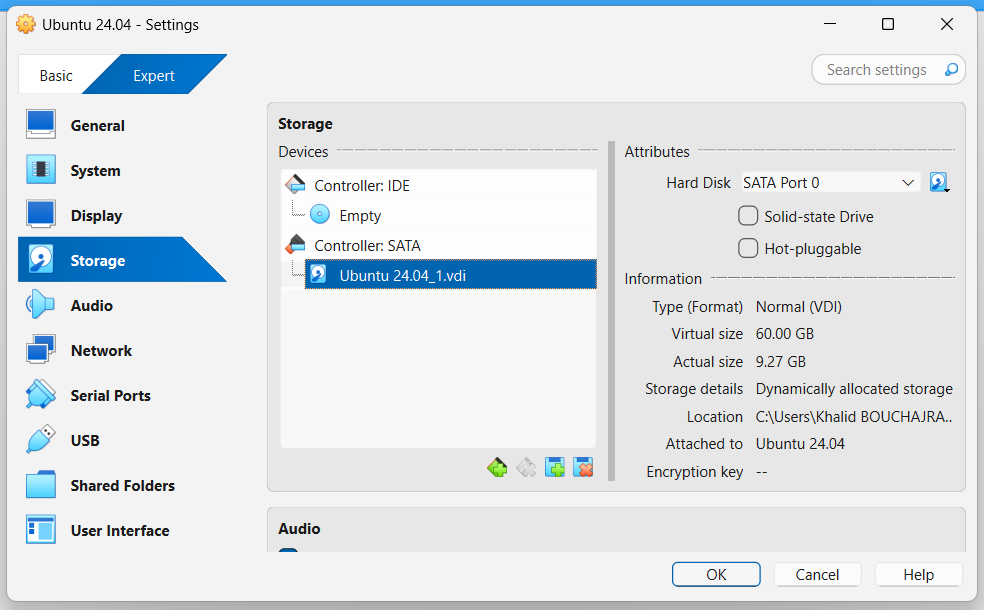 Ubuntu 24.04 - Settings
Basic
Expert
Search settings
General
System
Display
Storage
Audio
Network
Serial Ports
USB
Shared Folders
User Interface
Storage
Devices
Controller: IDE
Empty
Controller: SATA
Ubuntu 24.04_1.vdi
Attributes
Hard Disk SATA Port 0
Solid-state Drive
Hot-pluggable
Information
Type (Format) Normal (VDI)
Virtual size 60.00 GB
Actual size 9.27 GB
Storage details Dynamically allocated storage
Location C:\Users\Khalid BOUCHAJRA..
Attached to Ubuntu 24.04
Encryption key --
Audio
OK
Cancel
Help